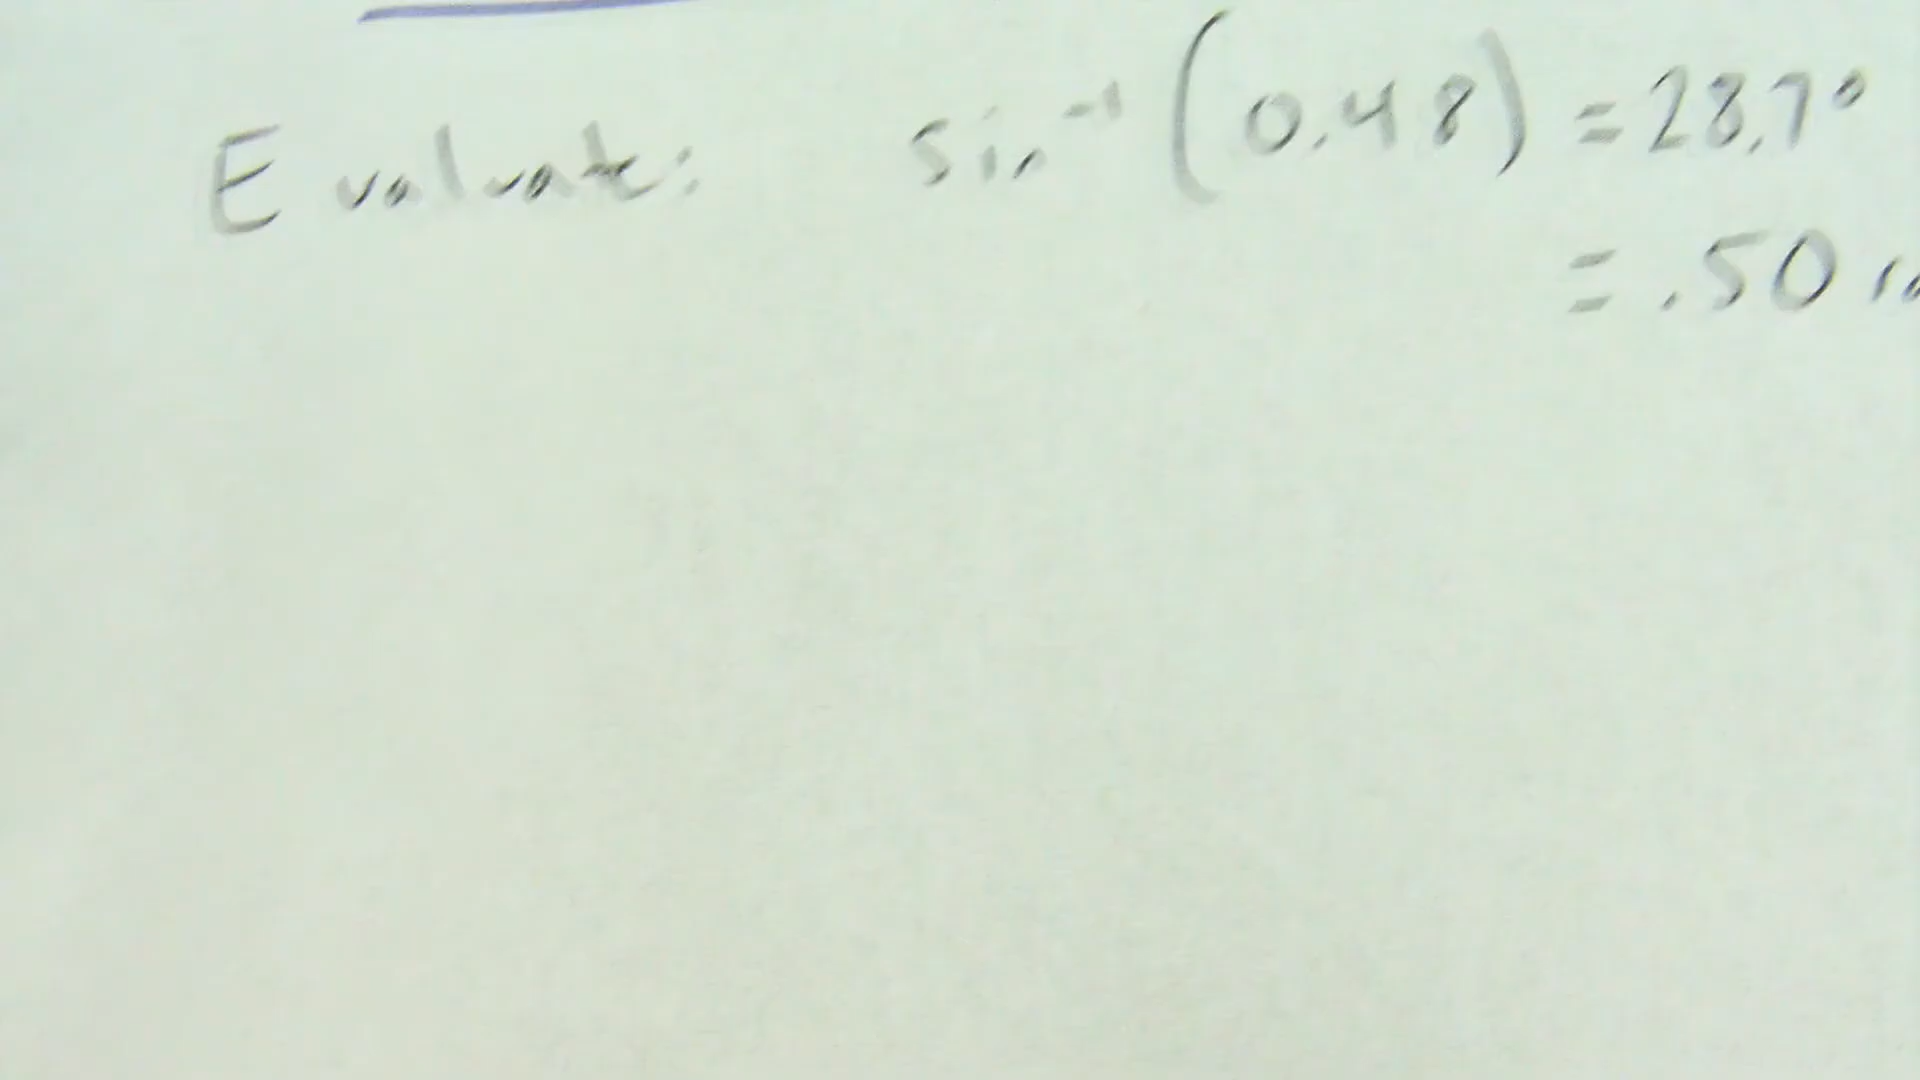 Evaluate: sin⁻¹(0.48) = 28.7°
= .50